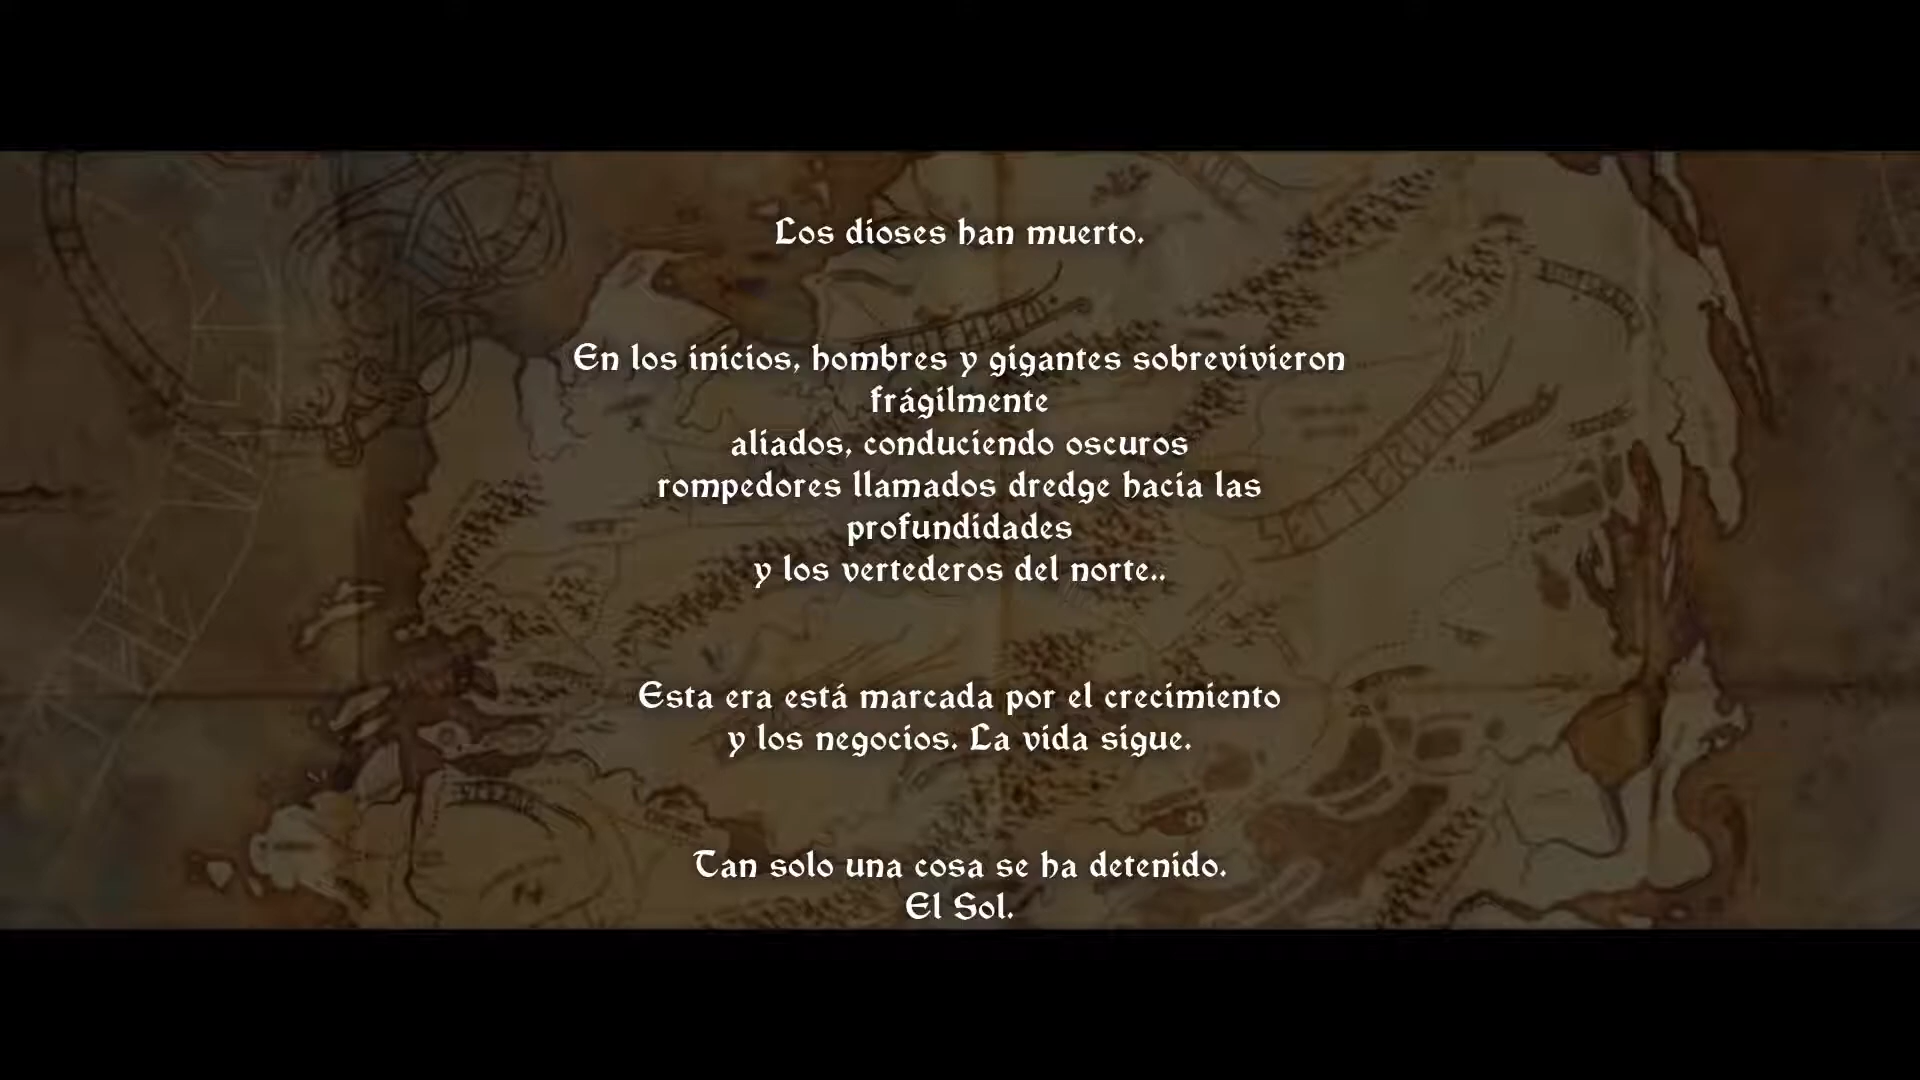 Los dioses han muerto.
En los inicios, hombres y gigantes sobrevivieron
frágilmente
aliados, conduciendo oscuros
rompedores llamados dredge hacia las
profundidades
y los vertederos del norte..
Esta era está marcada por el crecimiento
y los negocios. La vida sigue.
Tan solo una cosa se ha detenido.
El Sol.
SETTERLUND